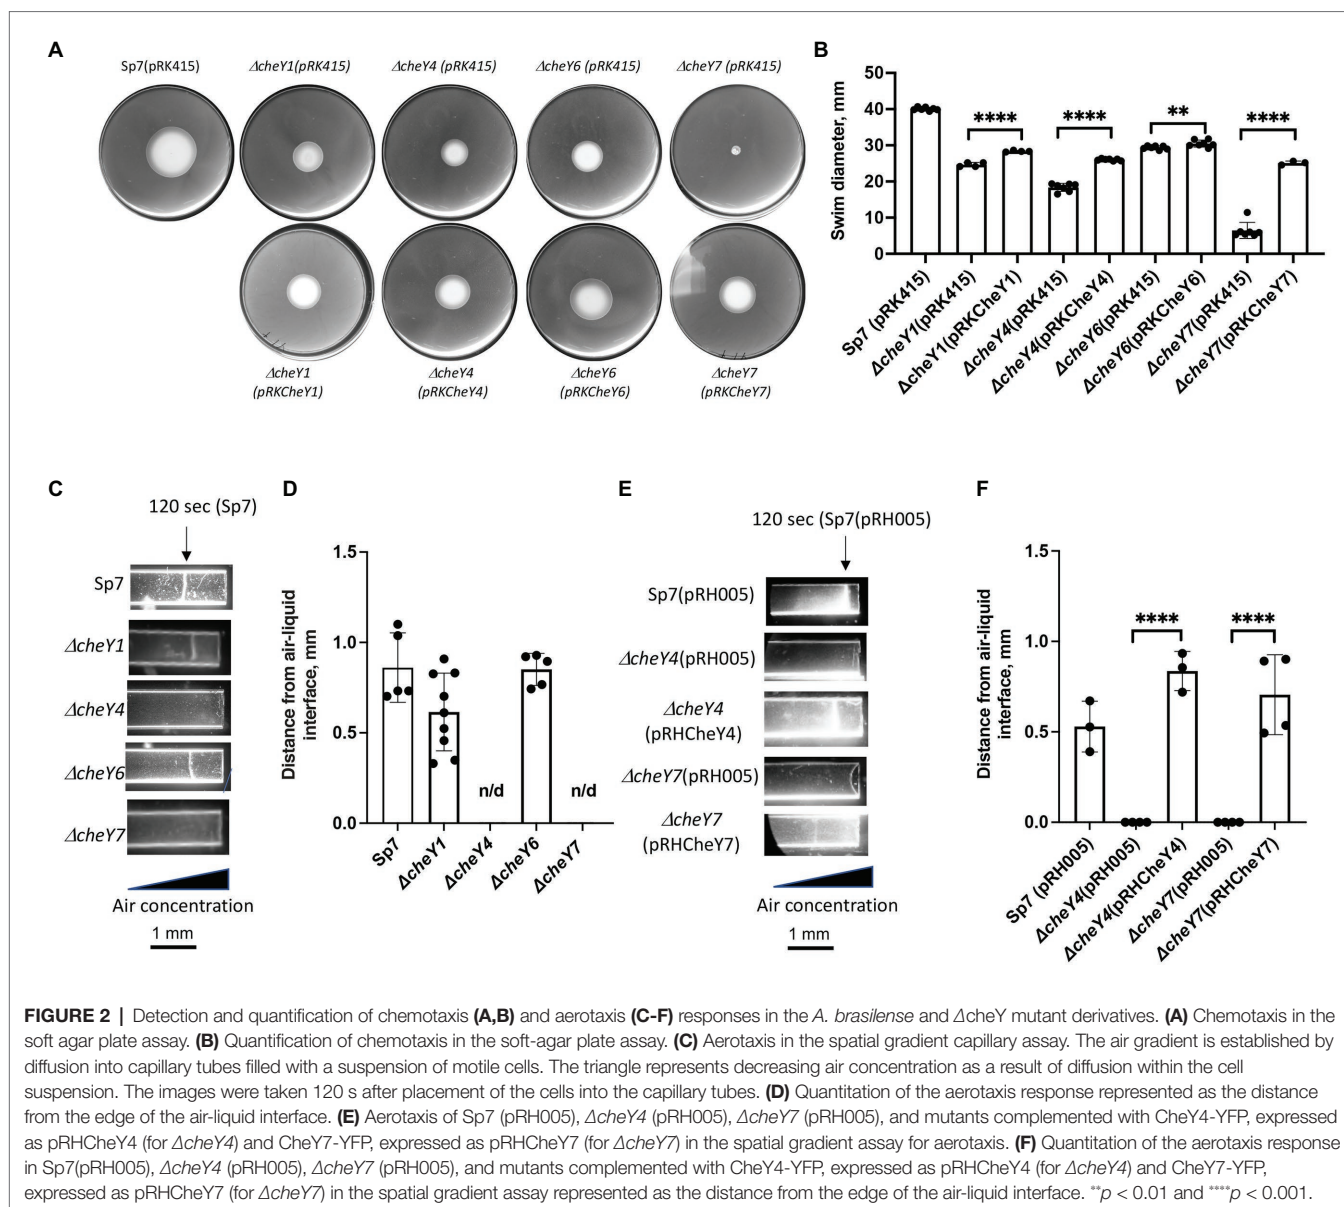 A
Sp7(pRK415)
ΔcheY1(pRK415)
ΔcheY4 (pRK415)
ΔcheY6 (pRK415)
ΔcheY7 (pRK415)
ΔcheY1
(pRKCheY1)
ΔcheY4
(pRKCheY4)
ΔcheY6
(pRKCheY6)
ΔcheY7
(pRKCheY7)
B
Swim diameter, mm
50
40
30
20
10
0
****
****
**
****
Sp7 (pRK415)
ΔcheY1(pRK415)
ΔcheY1(pRKCheY1)
ΔcheY4(pRK415)
ΔcheY4(pRKCheY4)
ΔcheY6(pRK415)
ΔcheY6(pRKCheY6)
ΔcheY7(pRK415)
ΔcheY7(pRKCheY7)
C
120 sec (Sp7)
Sp7
ΔcheY1
ΔcheY4
ΔcheY6
ΔcheY7
Air concentration
1 mm
D
Distance from air-liquid
interface, mm
1.5
1.0
0.5
0.0
n/d
n/d
Sp7
ΔcheY1
ΔcheY4
ΔcheY6
ΔcheY7
E
120 sec (Sp7(pRH005)
Sp7(pRH005)
ΔcheY4(pRH005)
ΔcheY4
(pRHCheY4)
ΔcheY7(pRH005)
ΔcheY7
(pRHCheY7)
Air concentration
1 mm
F
Distance from air-liquid
interface, mm
1.5
1.0
0.5
0.0
****
****
Sp7 (pRH005)
ΔcheY4(pRH005)
ΔcheY4(pRHCheY4)
ΔcheY7(pRH005)
ΔcheY7(pRHCheY7)
FIGURE 2 | Detection and quantification of chemotaxis (A,B) and aerotaxis (C-F) responses in the A. brasilense and ΔcheY mutant derivatives. (A) Chemotaxis in the
soft agar plate assay. (B) Quantification of chemotaxis in the soft-agar plate assay. (C) Aerotaxis in the spatial gradient capillary assay. The air gradient is established by
diffusion into capillary tubes filled with a suspension of motile cells. The triangle represents decreasing air concentration as a result of diffusion within the cell
suspension. The images were taken 120 s after placement of the cells into the capillary tubes. (D) Quantitation of the aerotaxis response represented as the distance
from the edge of the air-liquid interface. (E) Aerotaxis of Sp7 (pRH005), ΔcheY4 (pRH005), ΔcheY7 (pRH005), and mutants complemented with CheY4-YFP, expressed
as pRHCheY4 (for ΔcheY4) and CheY7-YFP, expressed as pRHCheY7 (for ΔcheY7) in the spatial gradient assay for aerotaxis. (F) Quantitation of the aerotaxis response
in Sp7(pRH005), ΔcheY4 (pRH005), ΔcheY7 (pRH005), and mutants complemented with CheY4-YFP, expressed as pRHCheY4 (for ΔcheY4) and CheY7-YFP,
expressed as pRHCheY7 (for ΔcheY7) in the spatial gradient assay represented as the distance from the edge of the air-liquid interface. **p < 0.01 and ****p < 0.001.